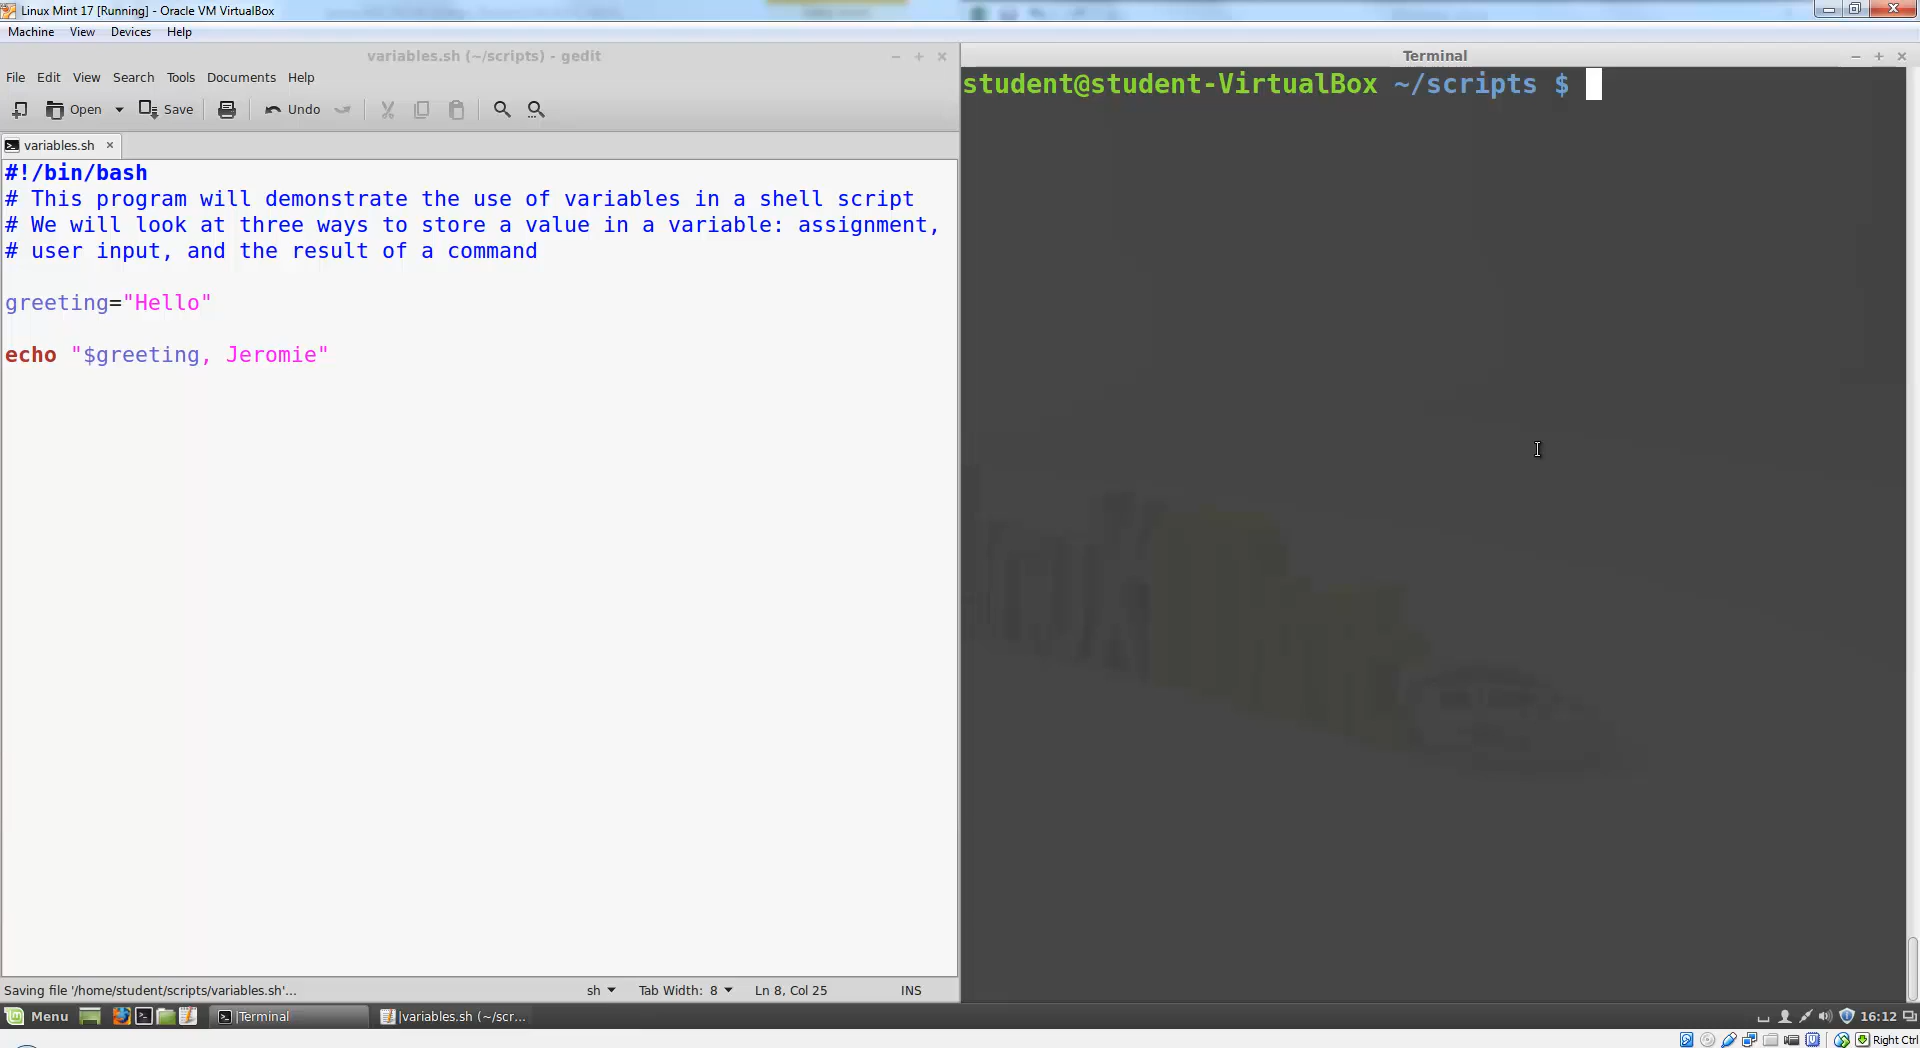 Linux Mint 17 [Running] - Oracle VM VirtualBox
Machine View Devices Help
variables.sh (~/scripts) - gedit
File Edit View Search Tools Documents Help
Open Save Undo
variables.sh
#!/bin/bash
# This program will demonstrate the use of variables in a shell script
# We will look at three ways to store a value in a variable: assignment,
# user input, and the result of a command
greeting="Hello"
echo "$greeting, Jeromie"
Saving file '/home/student/scripts/variables.sh'...
sh Tab Width: 8 Ln 8, Col 25 INS
Terminal
student@student-VirtualBox ~/scripts $
Menu Terminal variables.sh (~/scr... 16:12
Right Ctrl